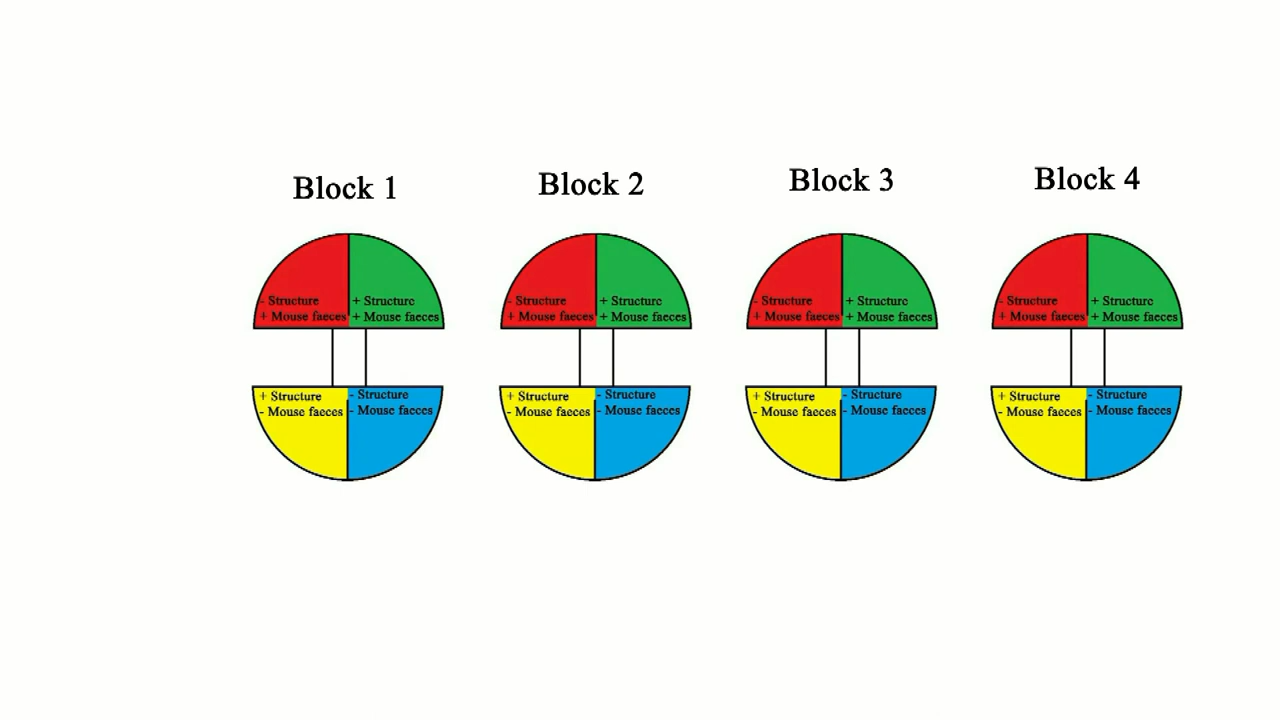 Block 1
- Structure
+ Mouse faeces
+ Structure
+ Mouse faeces
+ Structure
- Mouse faeces
- Structure
- Mouse faeces
Block 2
- Structure
+ Mouse faeces
+ Structure
+ Mouse faeces
+ Structure
- Mouse faeces
- Structure
- Mouse faeces
Block 3
- Structure
+ Mouse faeces
+ Structure
+ Mouse faeces
+ Structure
- Mouse faeces
- Structure
- Mouse faeces
Block 4
- Structure
+ Mouse faeces
+ Structure
+ Mouse faeces
+ Structure
- Mouse faeces
- Structure
- Mouse faeces